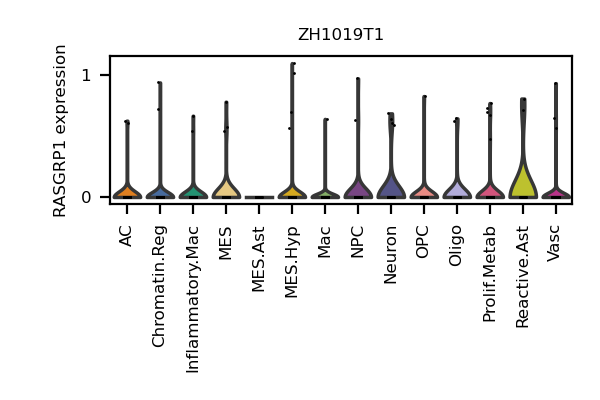 ZH1019T1
RASGRP1 expression
1
0
AC
Chromatin.Reg
Inflammatory.Mac
MES
MES.Ast
MES.Hyp
Mac
NPC
Neuron
OPC
Oligo
Prolif.Metab
Reactive.Ast
Vasc